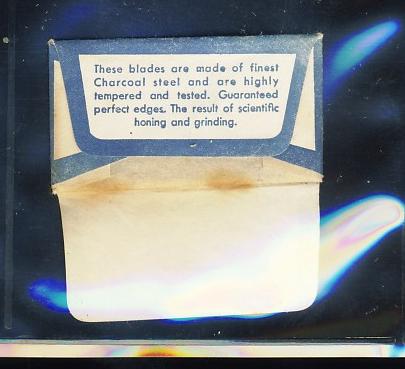 These blades are made of finest
Charcoal steel and are highly
tempered and tested. Guaranteed
perfect edges. The result of scientific
honing and grinding.